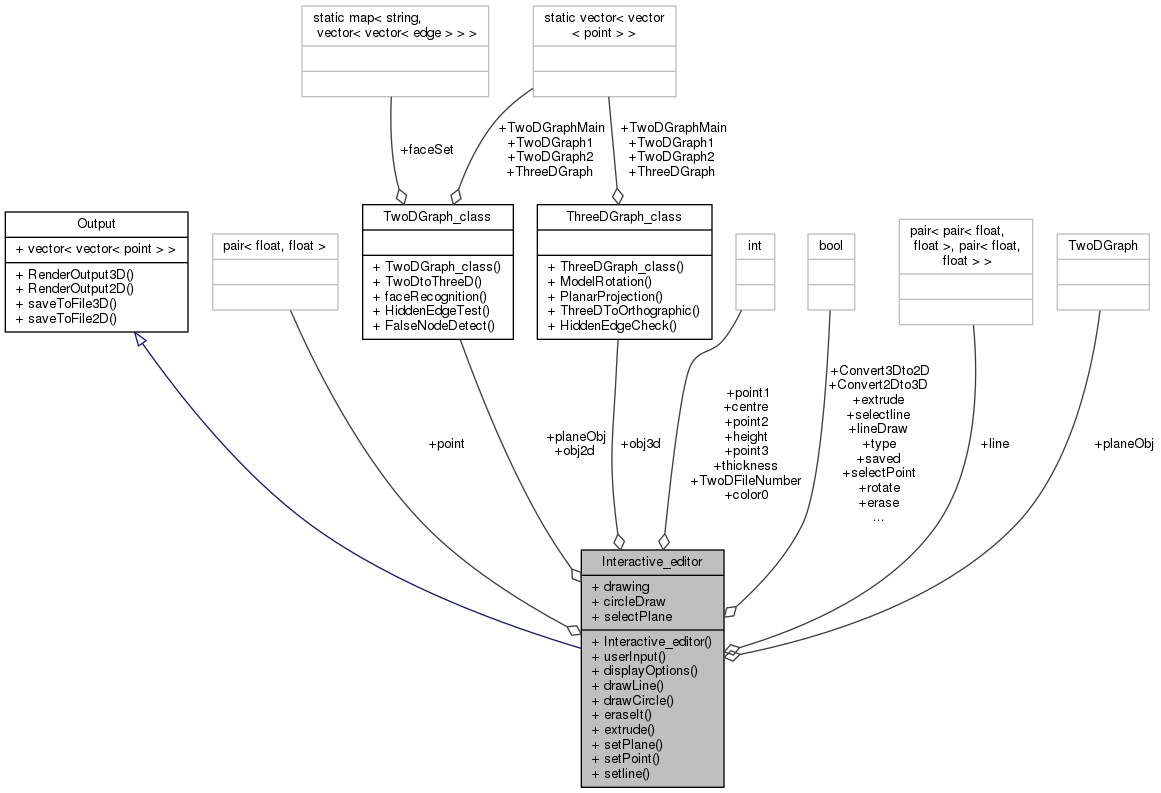 static map< string,
vector< vector< edge > > >
static vector< vector
< point > >
+faceSet
+TwoDGraphMain
+TwoDGraph1
+TwoDGraph2
+ThreeDGraph
+TwoDGraphMain
+TwoDGraph1
+TwoDGraph2
+ThreeDGraph
Output
+ vector< vector< point > >
+ RenderOutput3D()
+ RenderOutput2D()
+ saveToFile3D()
+ saveToFile2D()
pair< float, float >
TwoDGraph_class
+ TwoDGraph_class()
+ TwoDtoThreeD()
+ faceRecognition()
+ HiddenEdgeTest()
+ FalseNodeDetect()
ThreeDGraph_class
+ ThreeDGraph_class()
+ ModelRotation()
+ PlanarProjection()
+ ThreeDToOrthographic()
+ HiddenEdgeCheck()
int
bool
pair< pair< float,
float >, pair< float,
float > >
TwoDGraph
+point
+planeObj
+obj2d
+obj3d
+point1
+centre
+point2
+height
+point3
+thickness
+TwoDFileNumber
+color0
+Convert3Dto2D
+Convert2Dto3D
+extrude
+selectline
+lineDraw
+type
+saved
+selectPoint
+rotate
+erase
...
+line
+planeObj
Interactive_editor
+ drawing
+ circleDraw
+ selectPlane
+ Interactive_editor()
+ userInput()
+ displayOptions()
+ drawLine()
+ drawCircle()
+ eraseIt()
+ extrude()
+ setPlane()
+ setPoint()
+ setline()